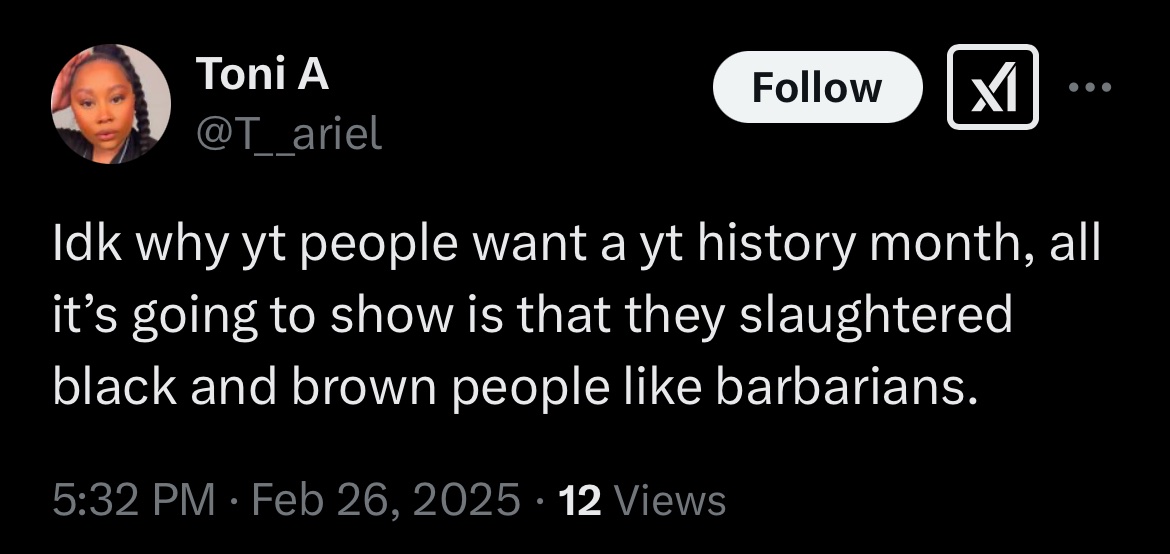 Toni A
Follow
@T__ariel
Idk why yt people want a yt history month, all
it’s going to show is that they slaughtered
black and brown people like barbarians.
5:32 PM · Feb 26, 2025 · 12 Views